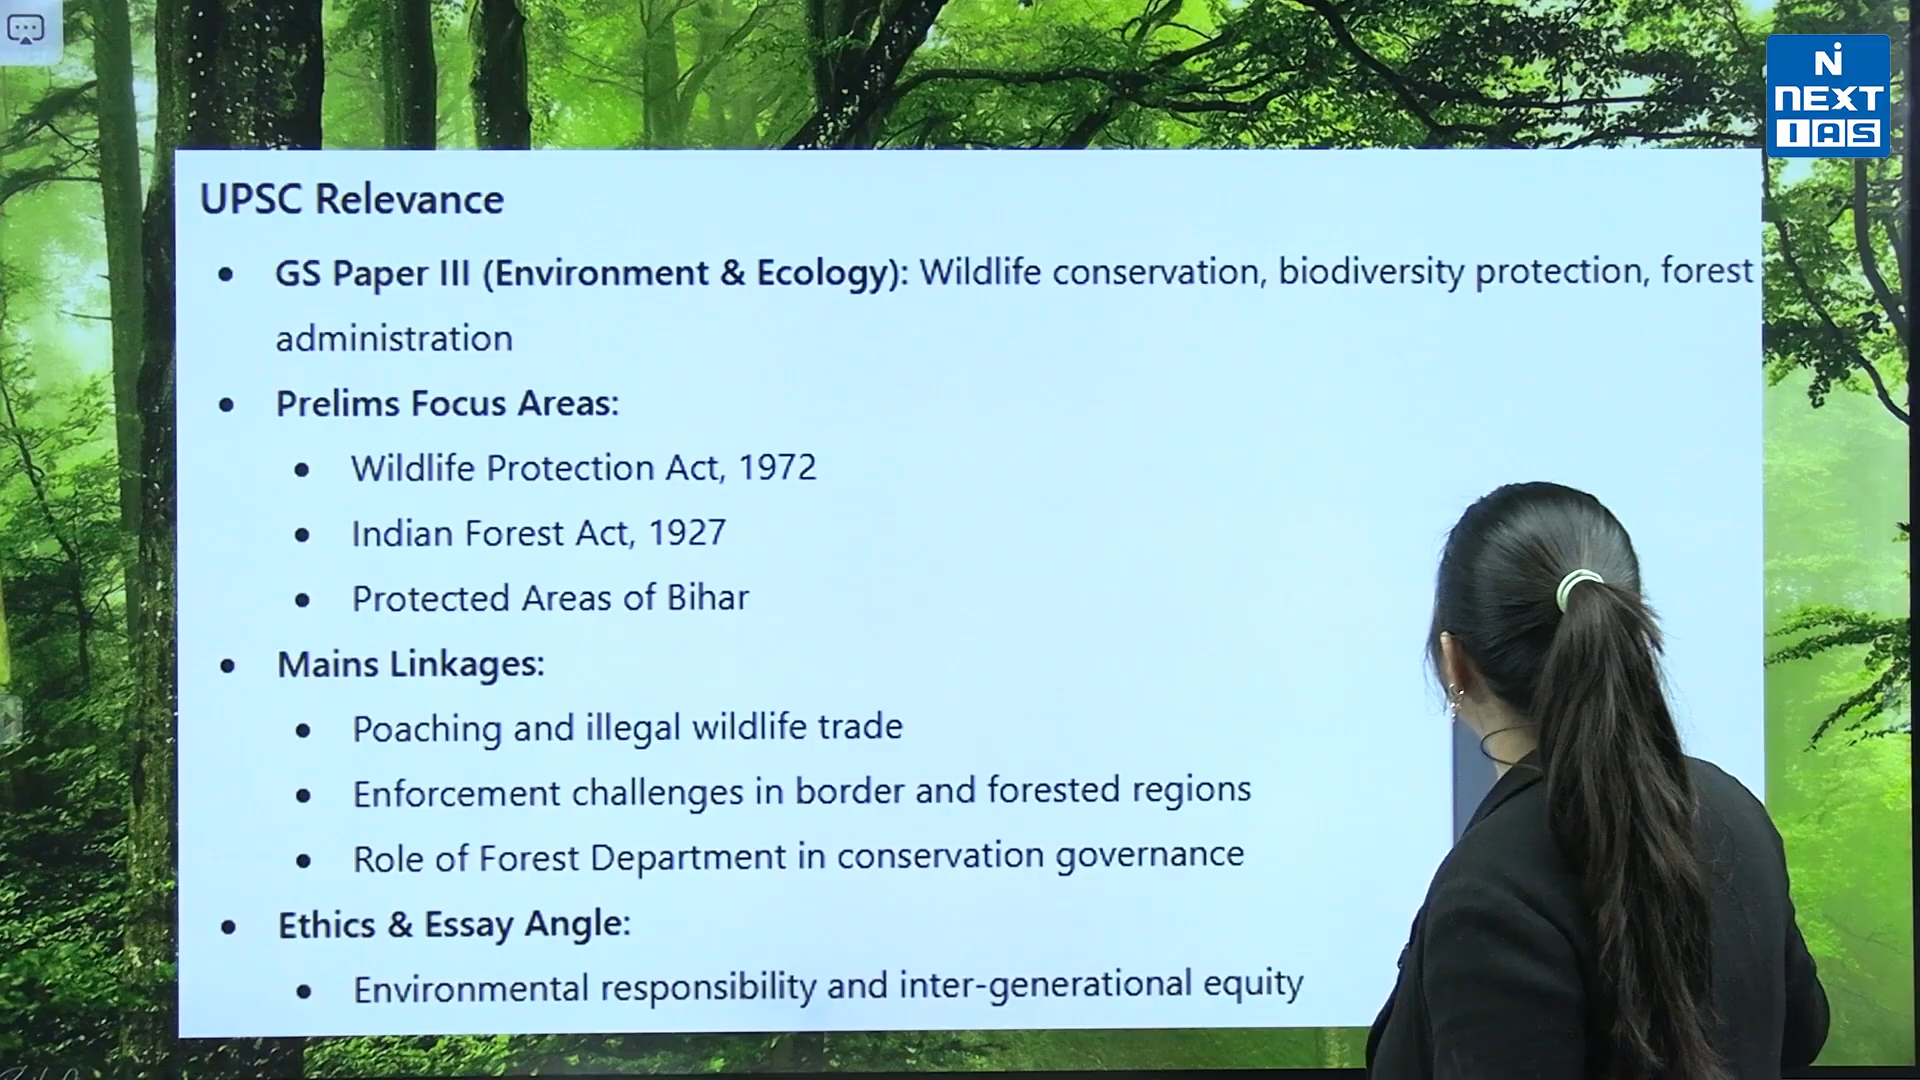 NEXT
IAS
UPSC Relevance
• GS Paper III (Environment & Ecology): Wildlife conservation, biodiversity protection, forest
administration
• Prelims Focus Areas:
• Wildlife Protection Act, 1972
• Indian Forest Act, 1927
• Protected Areas of Bihar
• Mains Linkages:
• Poaching and illegal wildlife trade
• Enforcement challenges in border and forested regions
• Role of Forest Department in conservation governance
• Ethics & Essay Angle:
• Environmental responsibility and inter-generational equity